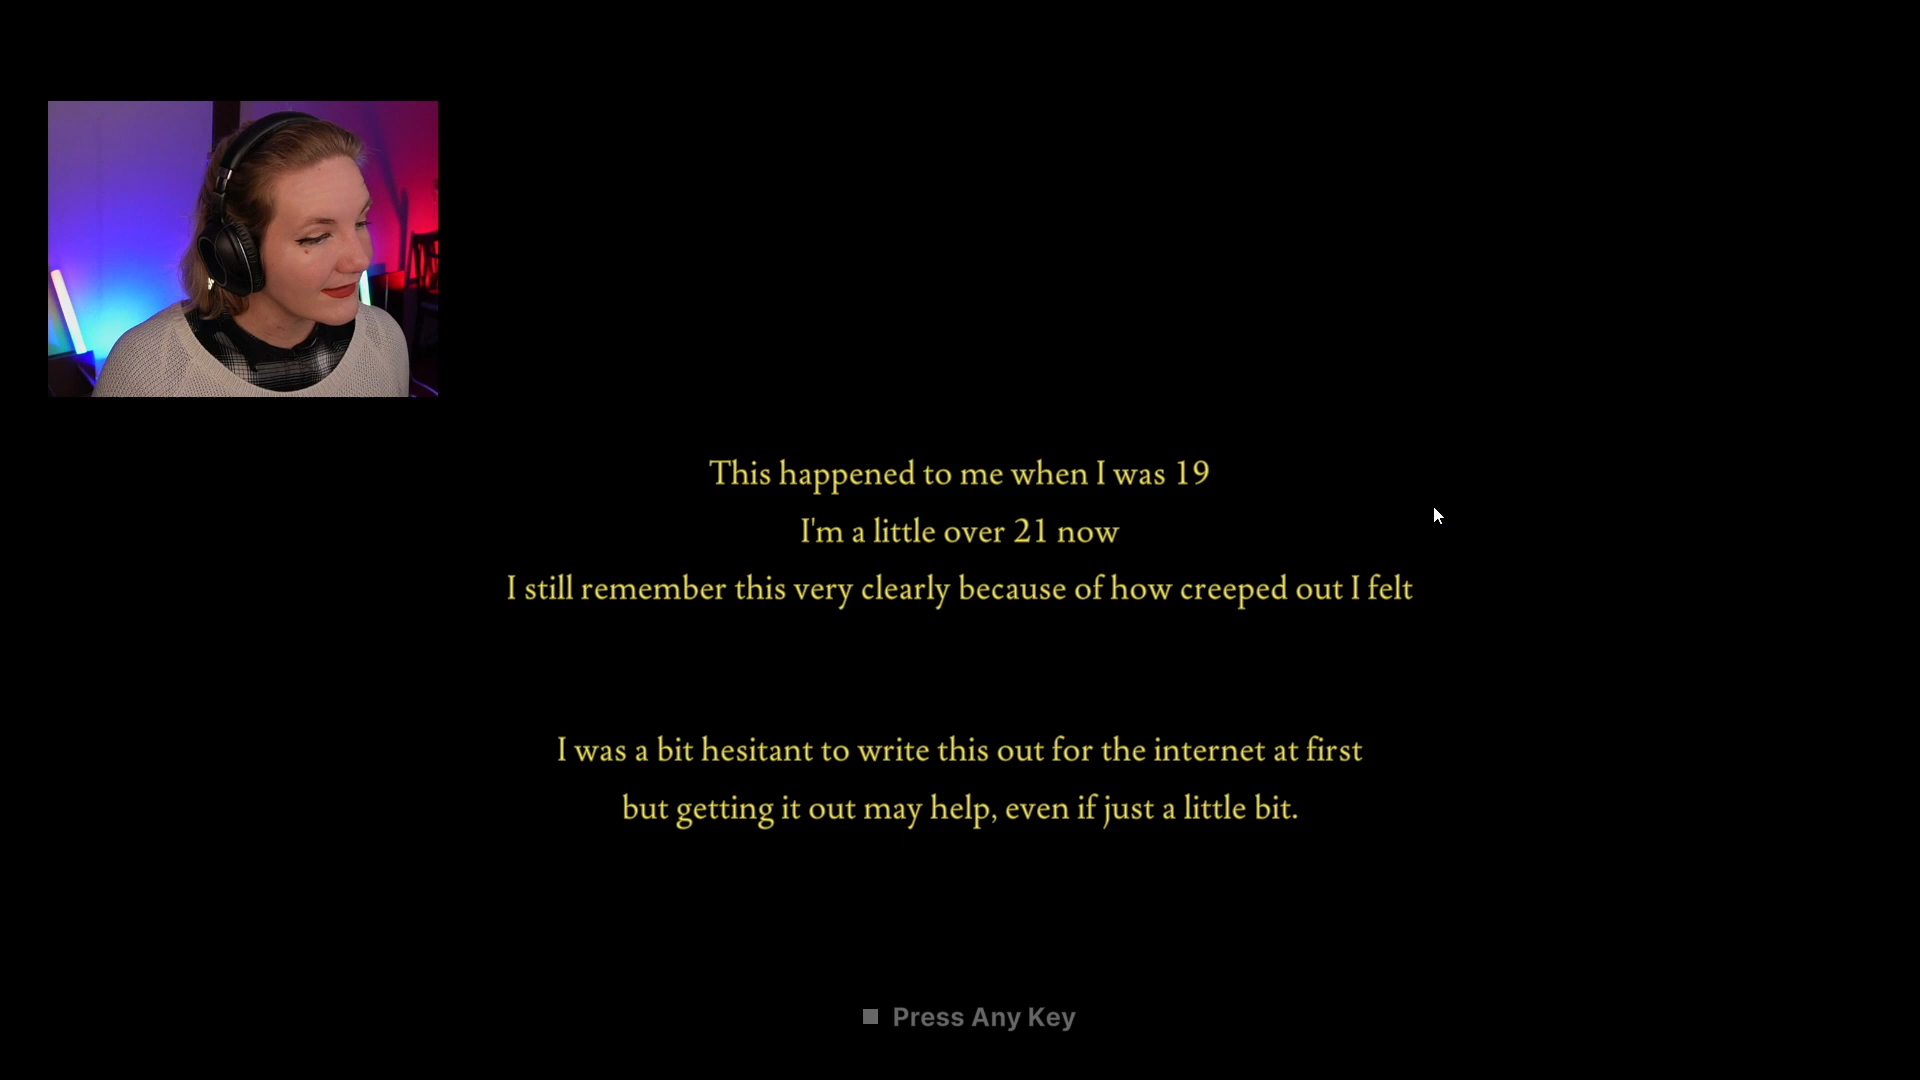 This happened to me when I was 19
I'm a little over 21 now
I still remember this very clearly because of how creeped out I felt
I was a bit hesitant to write this out for the internet at first
but getting it out may help, even if just a little bit.
Press Any Key